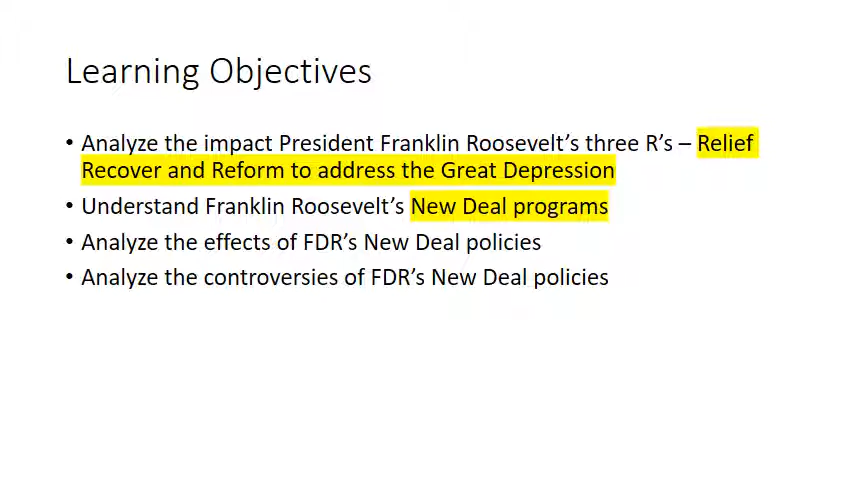 Learning Objectives
• Analyze the impact President Franklin Roosevelt’s three R’s – Relief
Recover and Reform to address the Great Depression
• Understand Franklin Roosevelt’s New Deal programs
• Analyze the effects of FDR’s New Deal policies
• Analyze the controversies of FDR’s New Deal policies